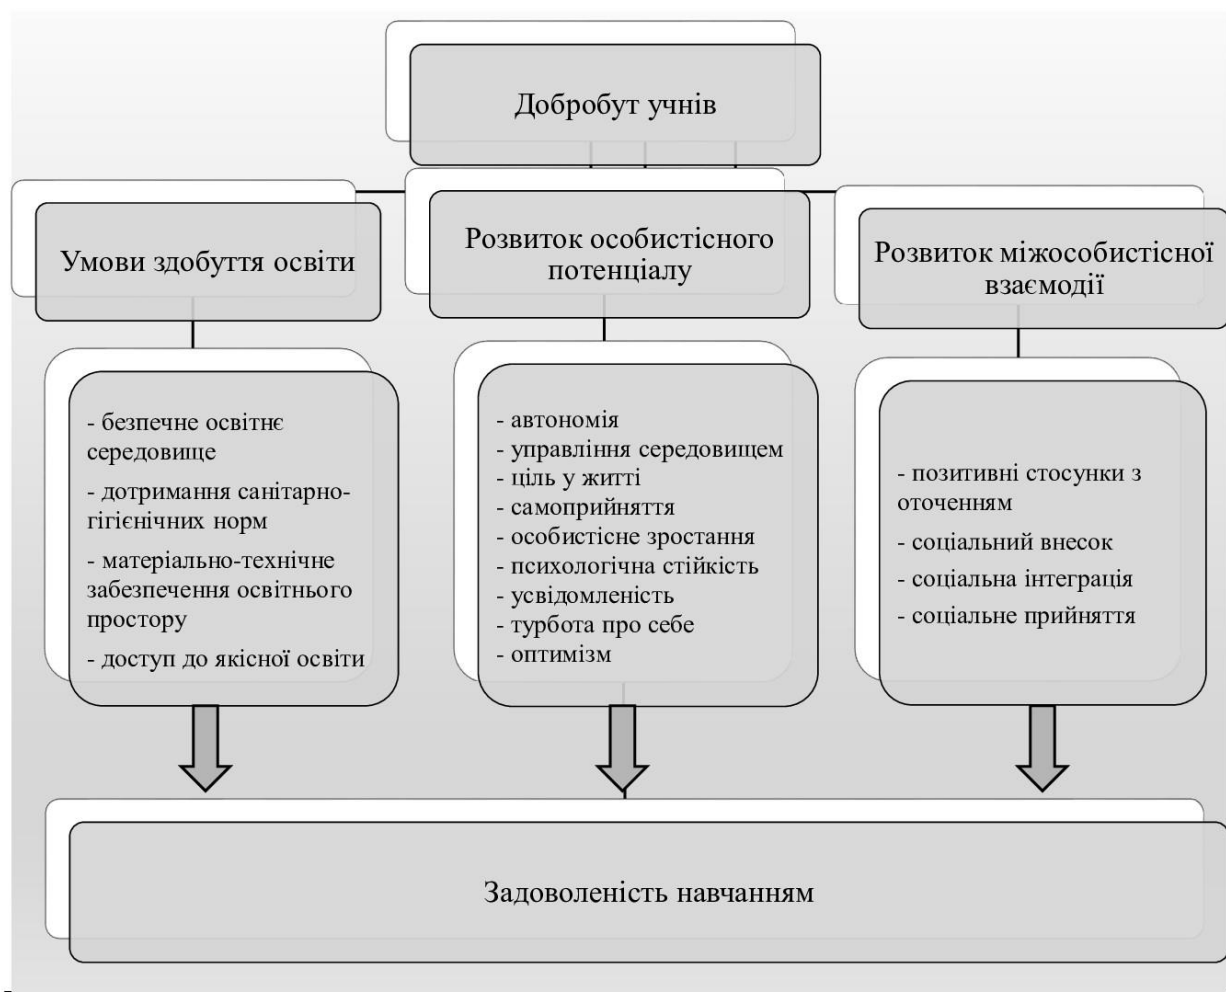 Добробут учнів
Умови здобуття освіти
Розвиток особистісного
потенціалу
Розвиток міжособистісної
взаємодії
- безпечне освітнє
середовище
- дотримання санітарно-
гігієнічних норм
- матеріально-технічне
забезпечення освітнього
простору
- доступ до якісної освіти
- автономія
- управління середовищем
- ціль у житті
- самоприйняття
- особистісне зростання
- психологічна стійкість
- усвідомленість
- турбота про себе
- оптимізм
- позитивні стосунки з
оточенням
- соціальний внесок
- соціальна інтеграція
- соціальне прийняття
Задоволеність навчанням